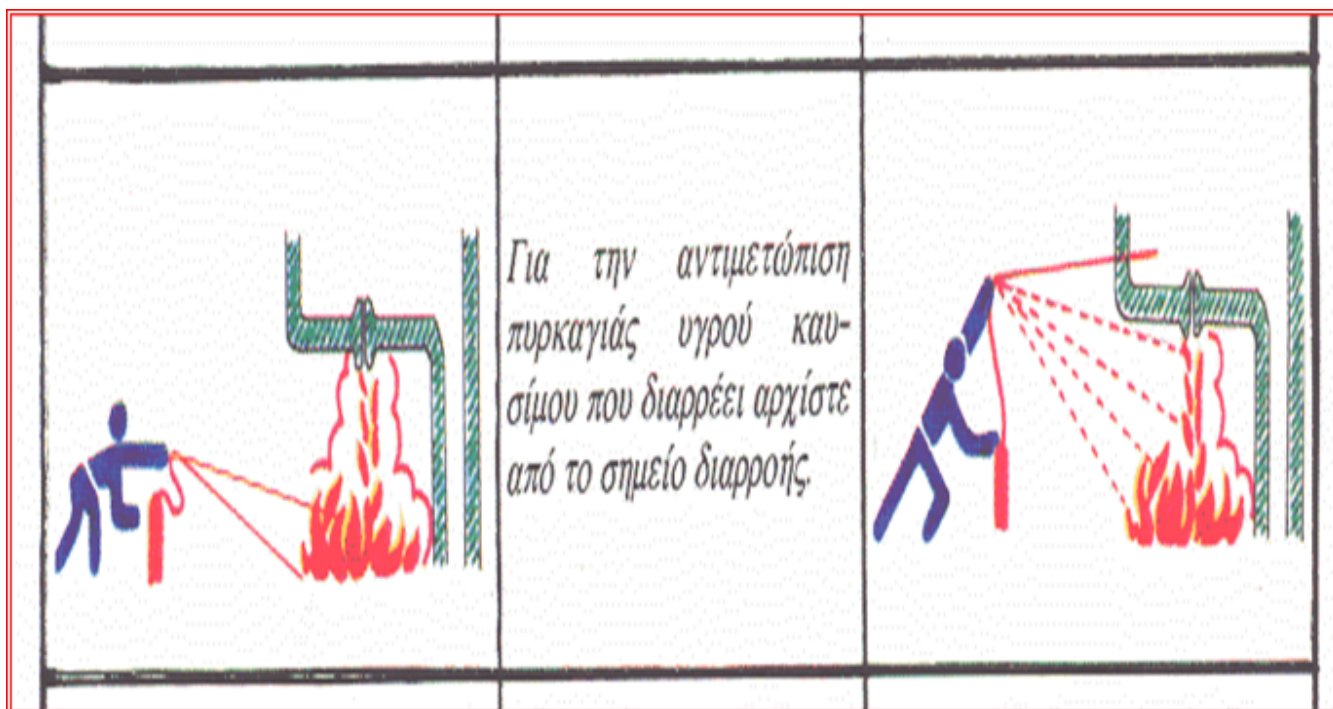 Για την αντιμετώπιση
πυρκαγιάς υγρού καυ-
σίμου που διαρρέει αρχίστε
από το σημείο διαρροής.